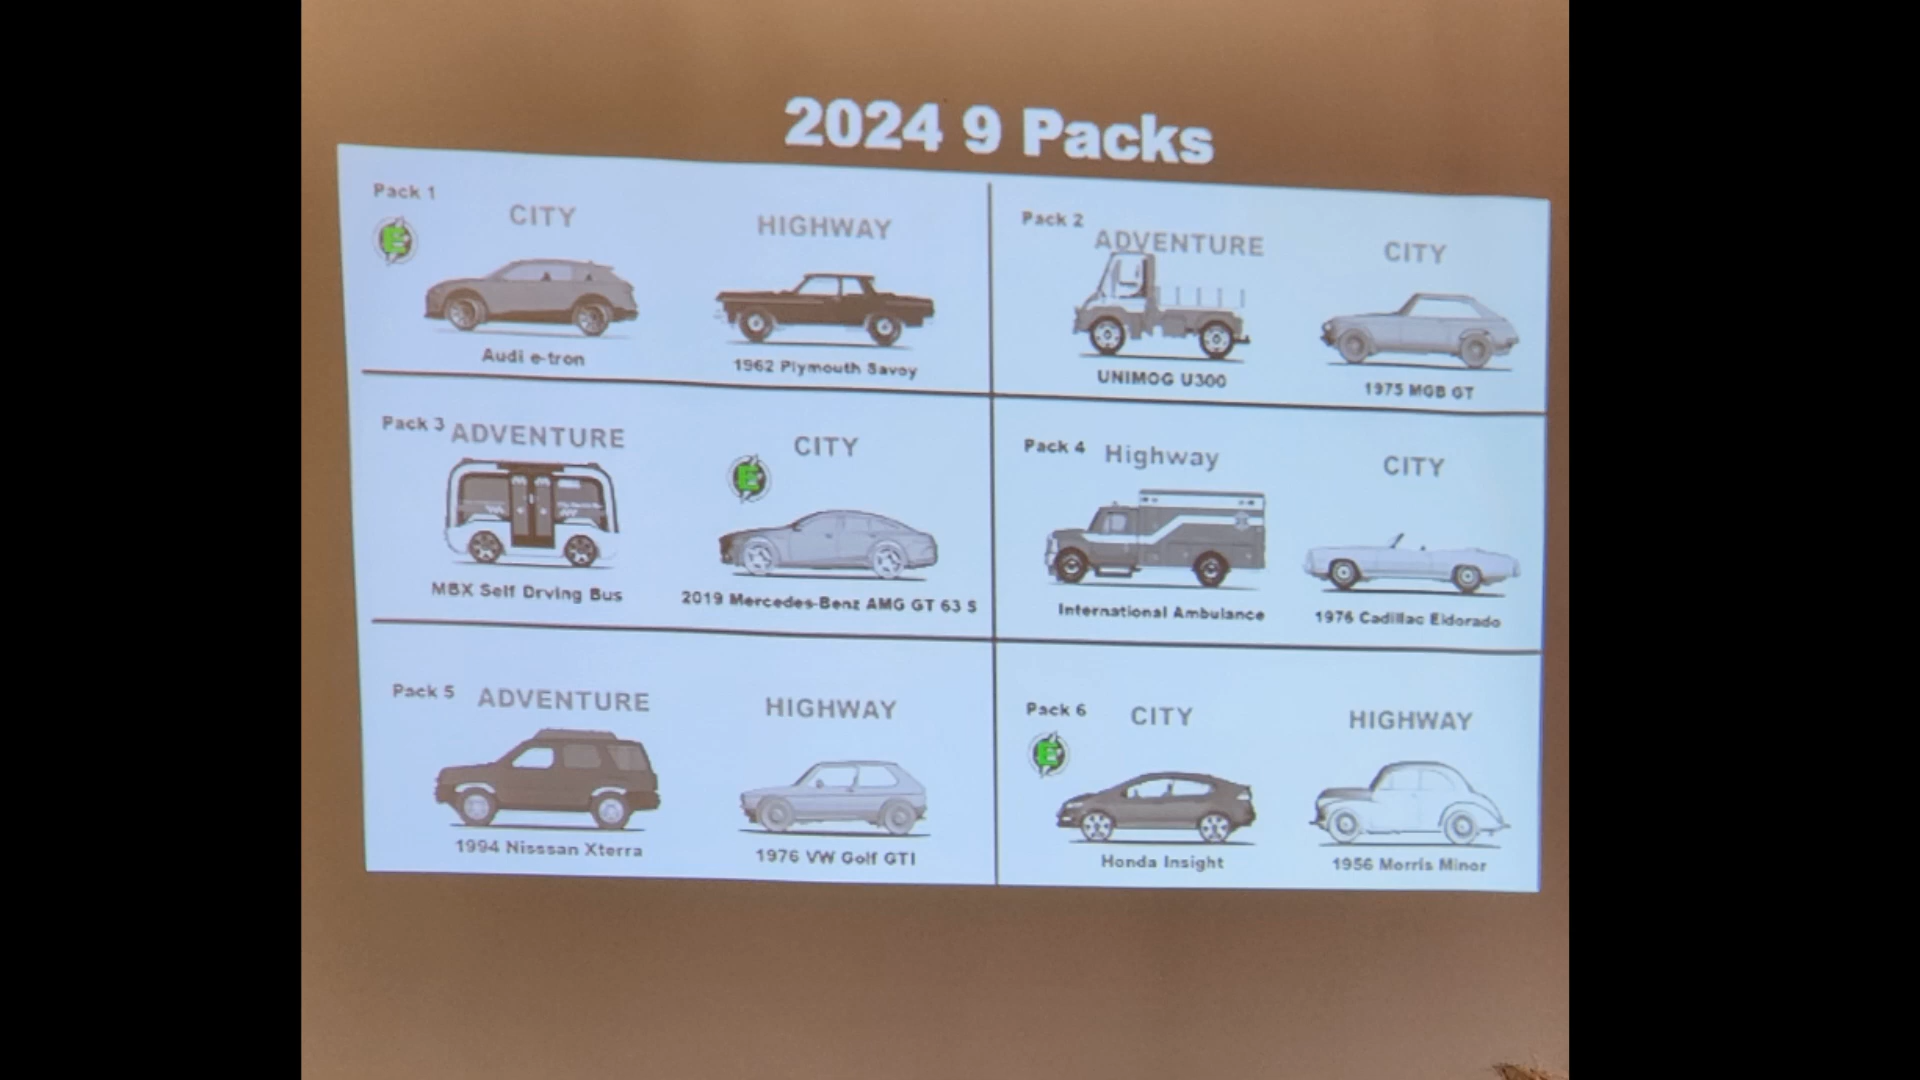 2024 9 Packs
Pack 1
CITY
HIGHWAY
E
Audi e-tron
1962 Plymouth Savoy
Pack 2
ADVENTURE
CITY
UNIMOG U300
1975 MGB GT
Pack 3
ADVENTURE
CITY
E
MBX Self Drving Bus
2019 Mercedes-Benz AMG GT 63 S
Pack 4
Highway
CITY
International Ambulance
1976 Cadillac Eldorado
Pack 5
ADVENTURE
HIGHWAY
1994 Nisssan Xterra
1976 VW Golf GTI
Pack 6
CITY
HIGHWAY
E
Honda Insight
1956 Morris Minor